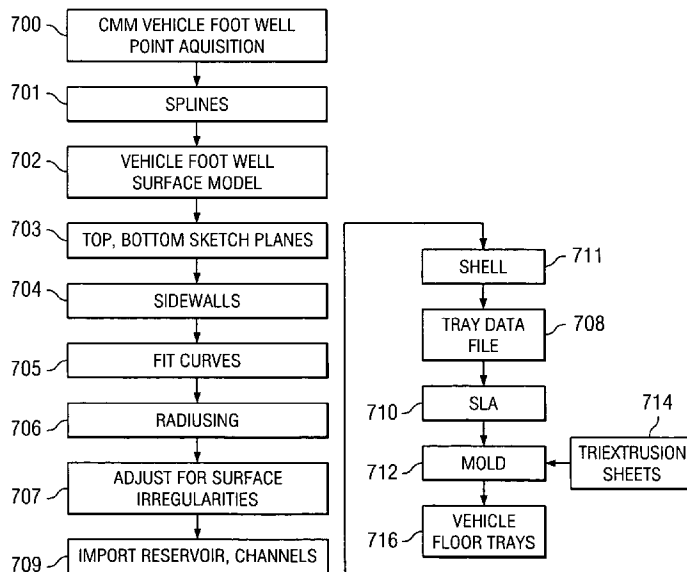 700
CMM VEHICLE FOOT WELL
POINT AQUISITION
701
SPLINES
702
VEHICLE FOOT WELL
SURFACE MODEL
703
TOP, BOTTOM SKETCH PLANES
704
SIDEWALLS
705
FIT CURVES
706
RADIUSING
707
ADJUST FOR SURFACE
IRREGULARITIES
709
IMPORT RESERVOIR, CHANNELS
711
SHELL
708
TRAY DATA
FILE
710
SLA
714
TRIEXTRUSION
SHEETS
712
MOLD
716
VEHICLE
FLOOR TRAYS